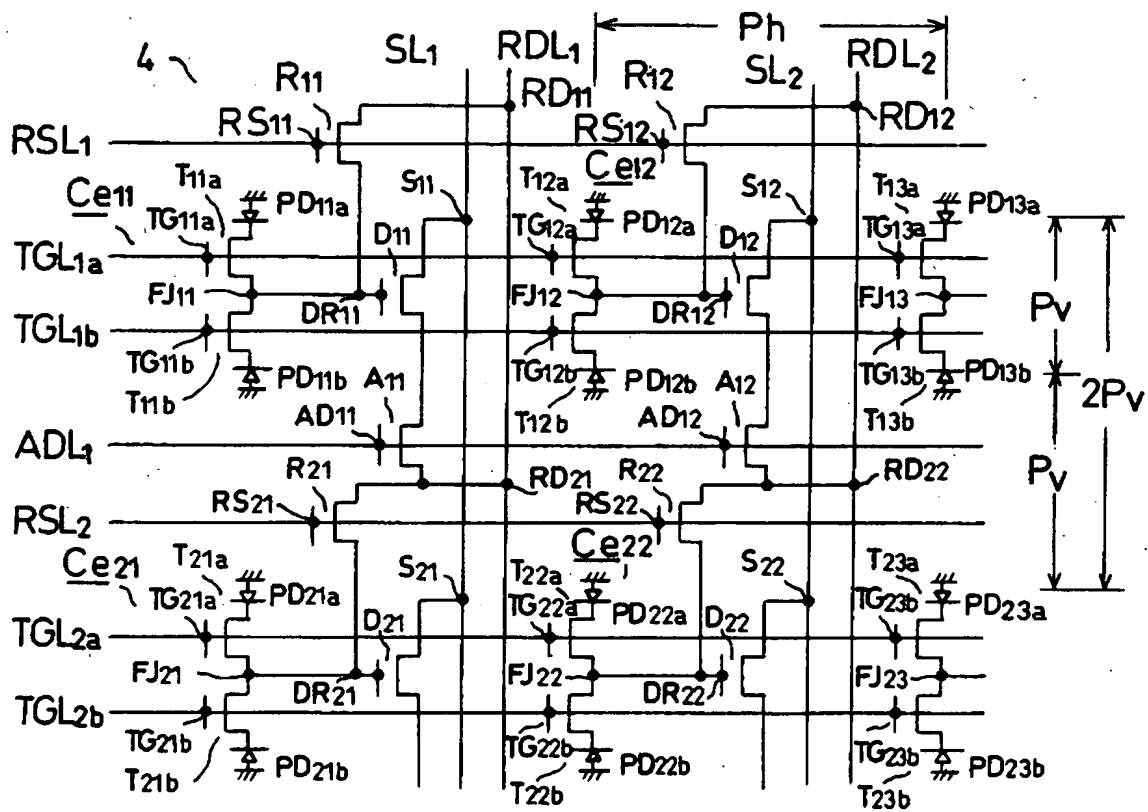 4
SL1
RDL1
Ph
SL2
RDL2
R11
RD11
R12
RD12
RSL1
RS11
RS12
Ce11
T11a
PD11a
S11
T12a
Ce12
PD12a
S12
T13a
PD13a
TG11a
D11
TG12a
D12
TG13a
TGL1a
FJ11
DR11
FJ12
DR12
FJ13
Pv
TGL1b
TG11b
PD11b
A11
TG12b
PD12b
A12
TG13b
PD13b
2Pv
T11b
AD11
T12b
AD12
T13b
ADL1
Pv
R21
RD21
R22
RD22
RS21
RS22
RSL2
Ce21
T21a
PD21a
S21
T22a
Ce22
PD22a
S22
T23a
PD23a
TG21a
D21
TG22a
D22
TG23b
TGL2a
FJ21
DR21
FJ22
DR22
FJ23
TGL2b
TG21b
PD21b
TG22b
PD22b
TG23b
PD23b
T21b
T22b
T23b